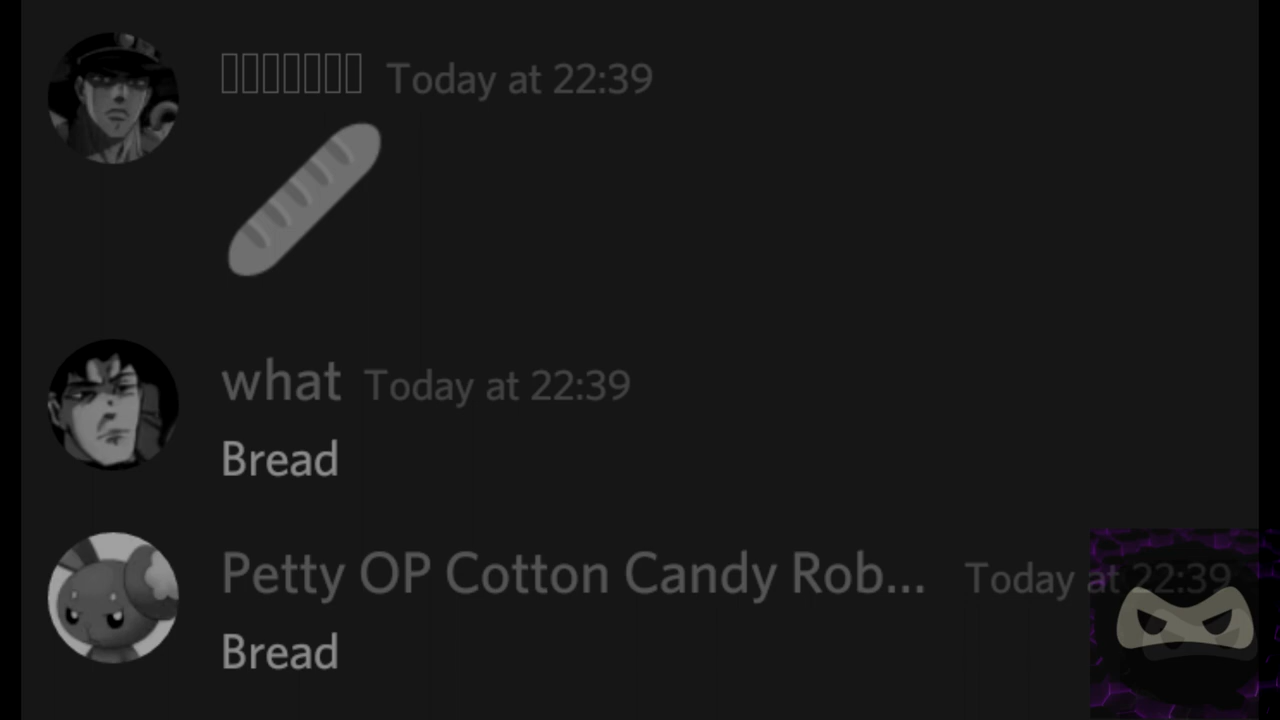 Today at 22:39
what Today at 22:39
Bread
Petty OP Cotton Candy Rob... Today at 22:39
Bread